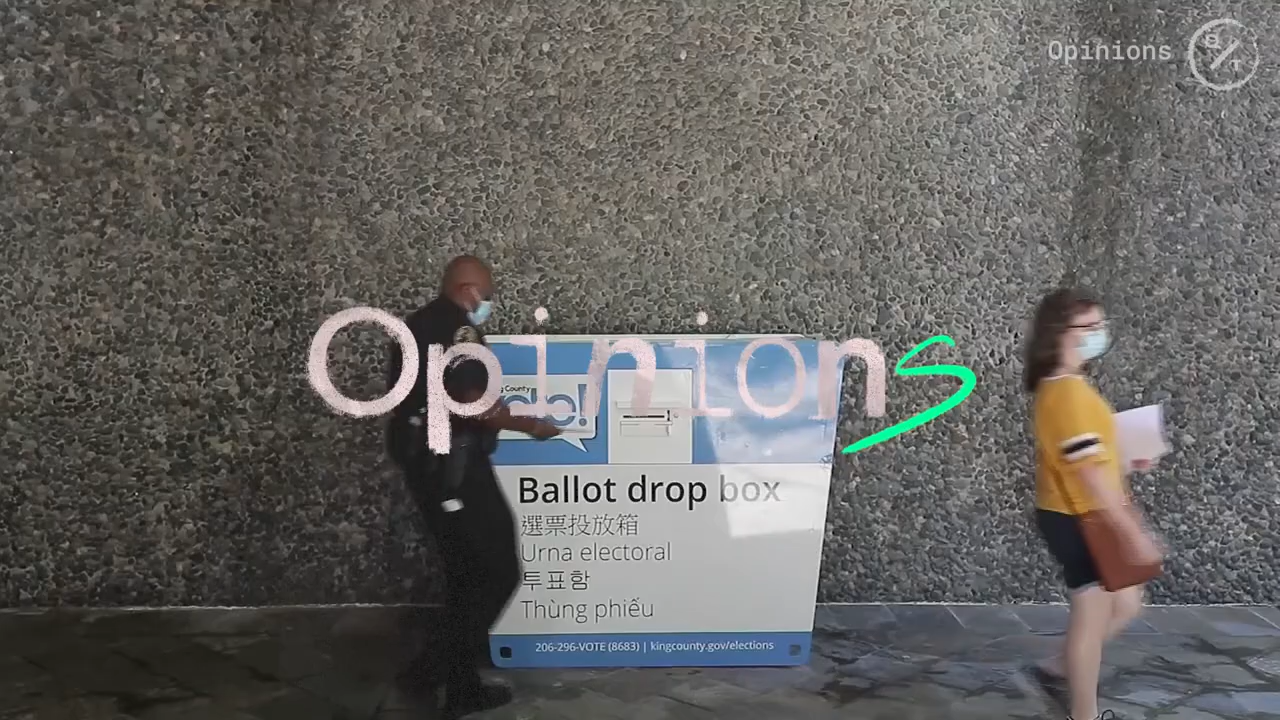 Opinions
Opinions
Ballot drop box
選票投放箱
Urna electoral
투표함
Thùng phiếu
206-296-VOTE (8683) | kingcounty.gov/elections